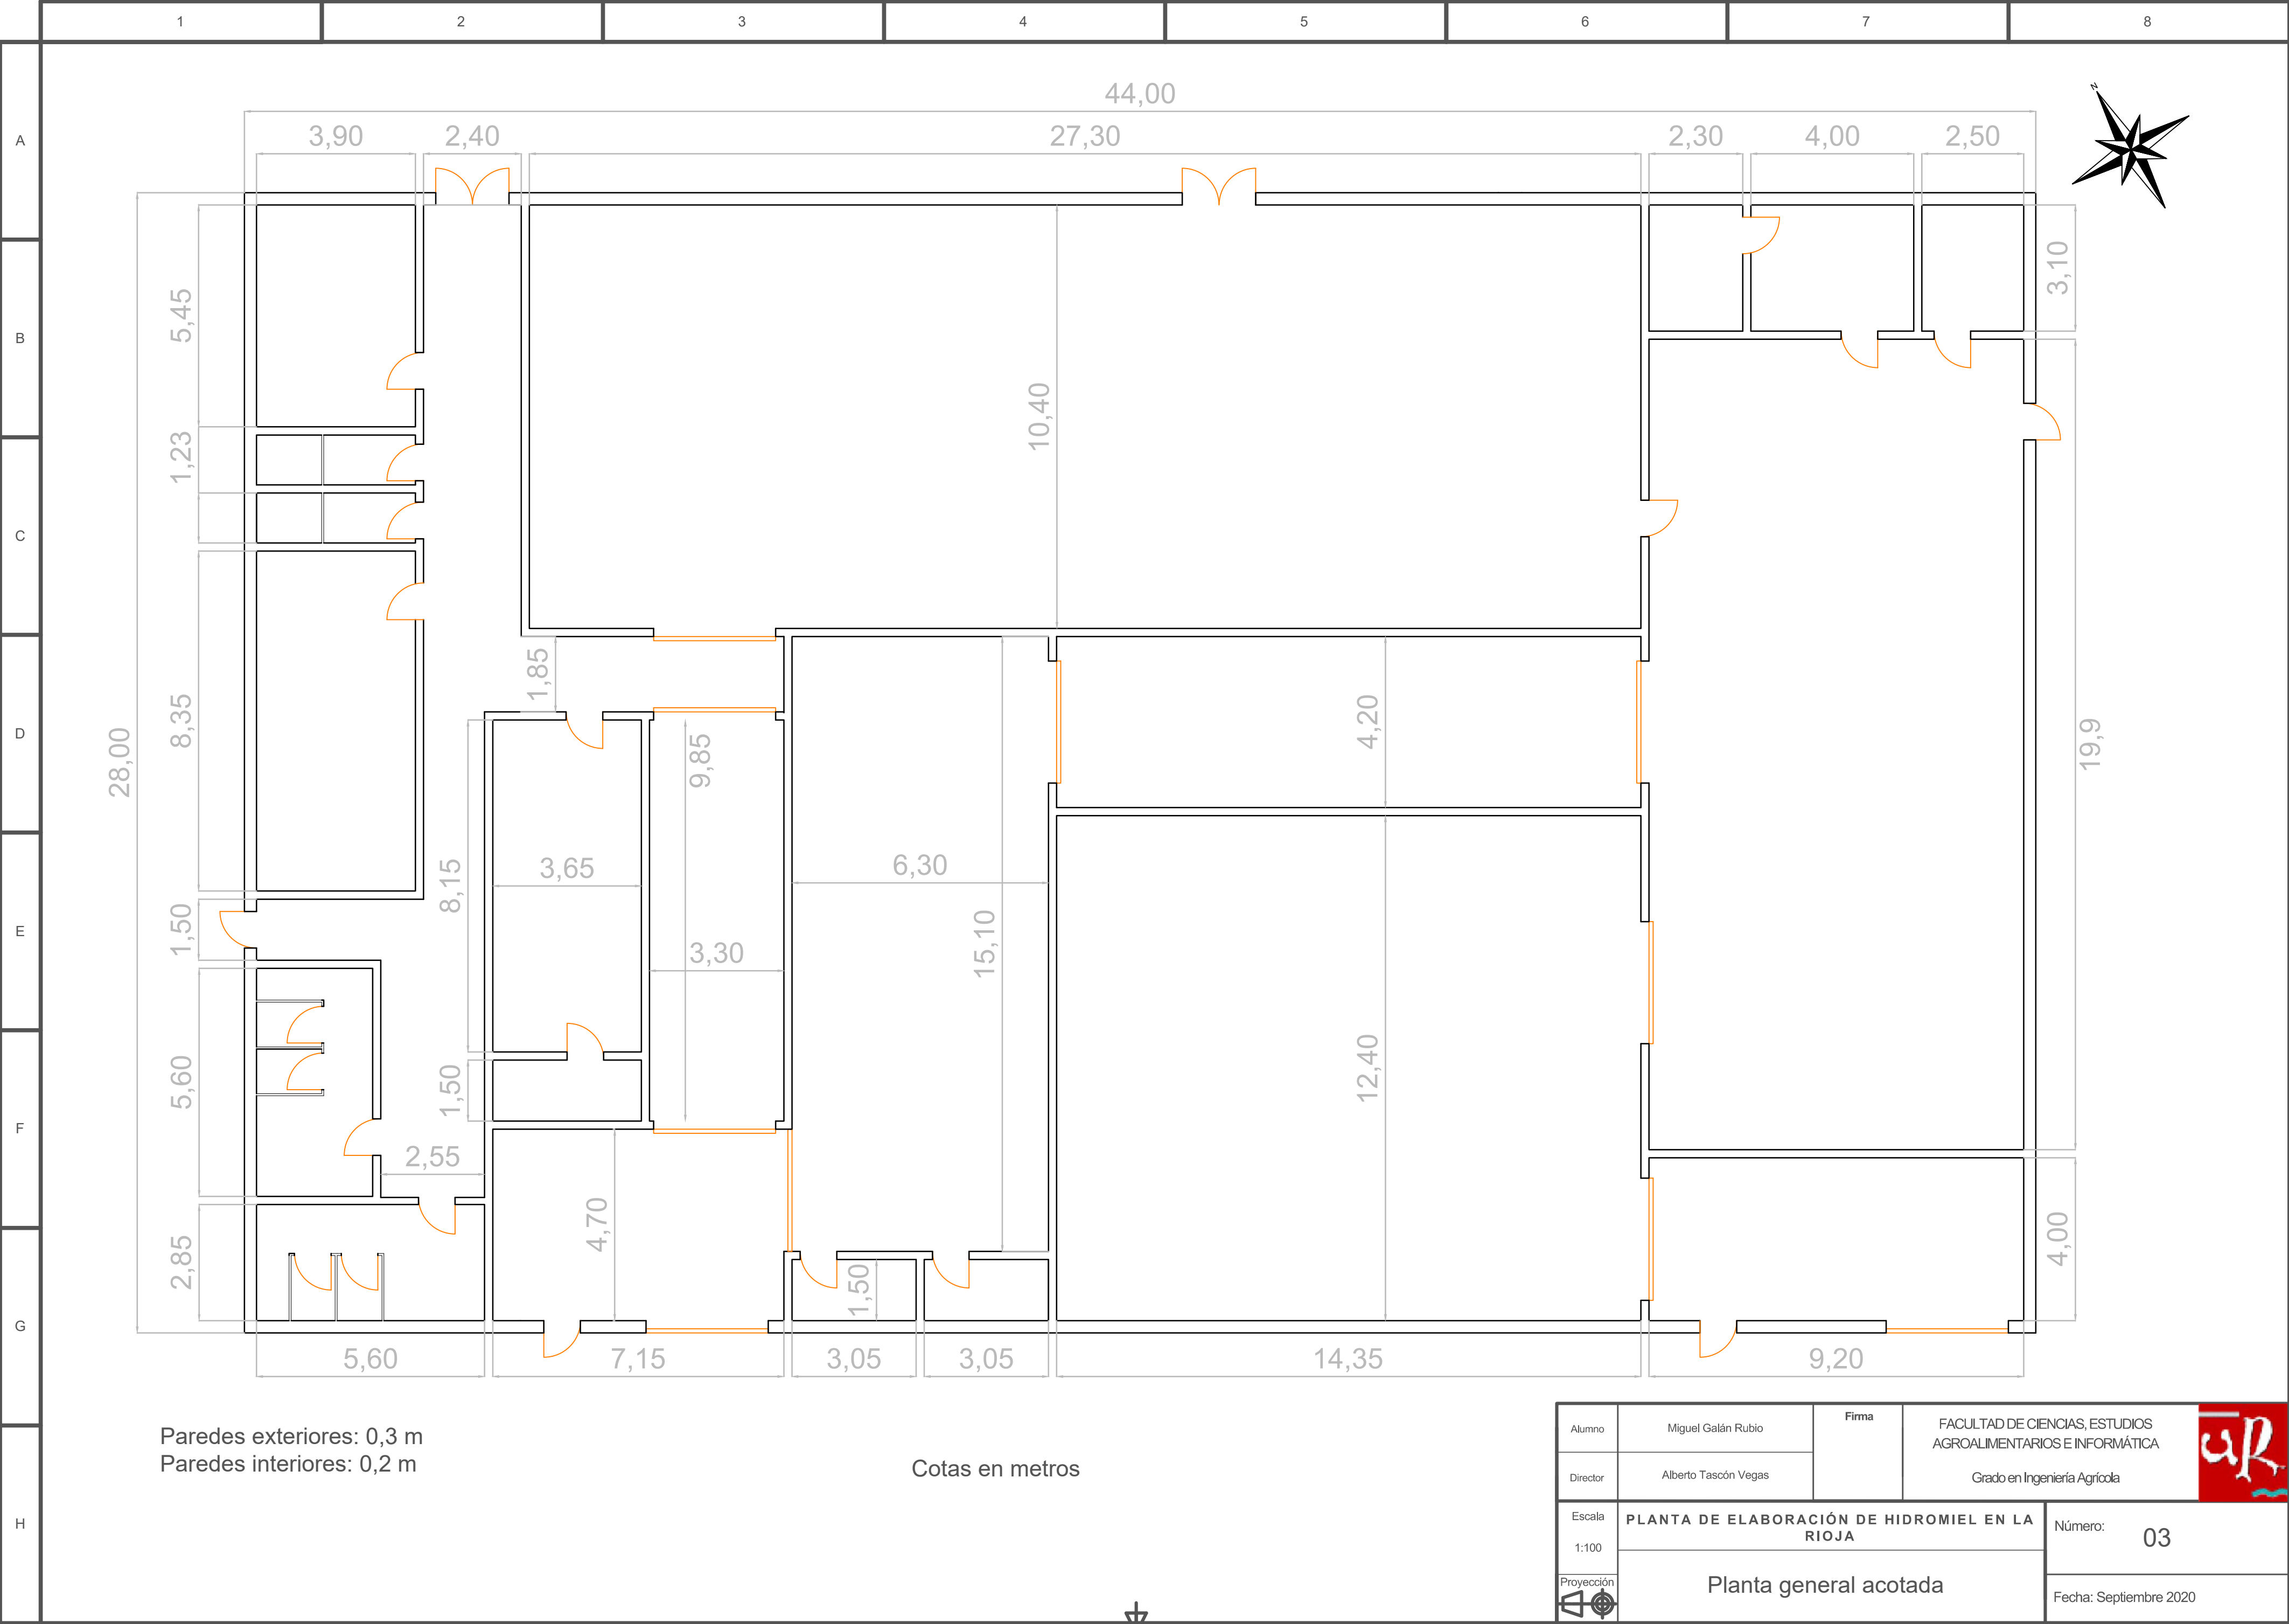 1 2 3 4 5 6 7 8
A
B
C
D
E
F
G
H
N
44,00
3,90 2,40 27,30 2,30 4,00 2,50
5,45
3,10
1,23
10,40
1,85
8,35
28,00
9,85
4,20
19,9
8,15
3,65
6,30
1,50
3,30
15,10
5,60
1,50
12,40
2,55
2,85
4,70
1,50
4,00
5,60 7,15 3,05 3,05 14,35 9,20
Paredes exteriores: 0,3 m
Paredes interiores: 0,2 m
Cotas en metros
Alumno Miguel Galán Rubio
Director Alberto Tascón Vegas
Firma
FACULTAD DE CIENCIAS, ESTUDIOS
AGROALIMENTARIOS E INFORMÁTICA
Grado en Ingeniería Agrícola
uR
Escala
1:100
PLANTA DE ELABORACIÓN DE HIDROMIEL EN LA
RIOJA
Número: 03
Proyección
Planta general acotada
Fecha: Septiembre 2020